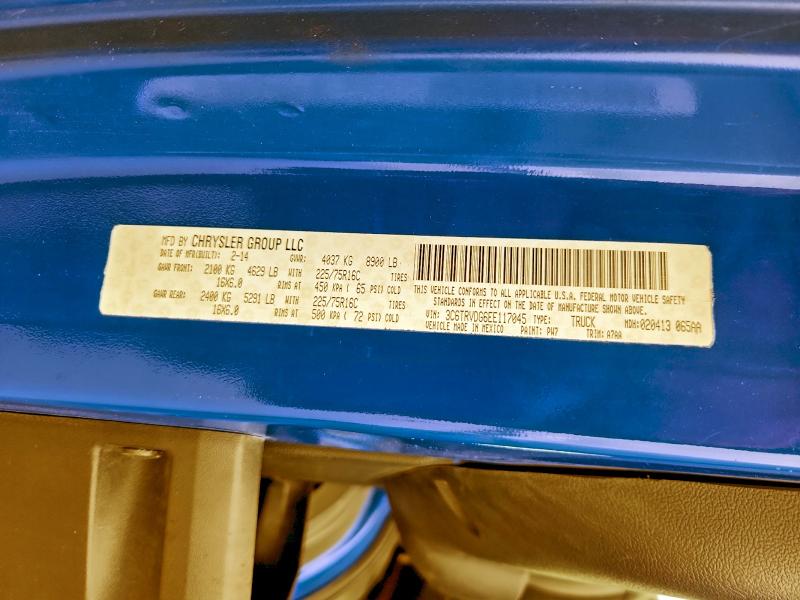 MFD BY CHRYSLER GROUP LLC
DATE OF MFR(BUILT): 2-14 GVWR: 4037 KG 8900 LB
GAWR FRONT: 2100 KG 4629 LB WITH 225/75R16C TIRES
16X6.0 RIMS AT 450 KPA ( 65 PSI) COLD
GAWR REAR: 2400 KG 5291 LB WITH 225/75R16C TIRES
16X6.0 RIMS AT 500 KPA ( 72 PSI) COLD
THIS VEHICLE CONFORMS TO ALL APPLICABLE U.S.A. FEDERAL MOTOR VEHICLE SAFETY
STANDARDS IN EFFECT ON THE DATE OF MANUFACTURE SHOWN ABOVE.
VIN: 3C6TRVDG6EE117045 TYPE: TRUCK MDH:020413 065AA
VEHICLE MADE IN MEXICO PAINT: PW7 TRIM: A7AA